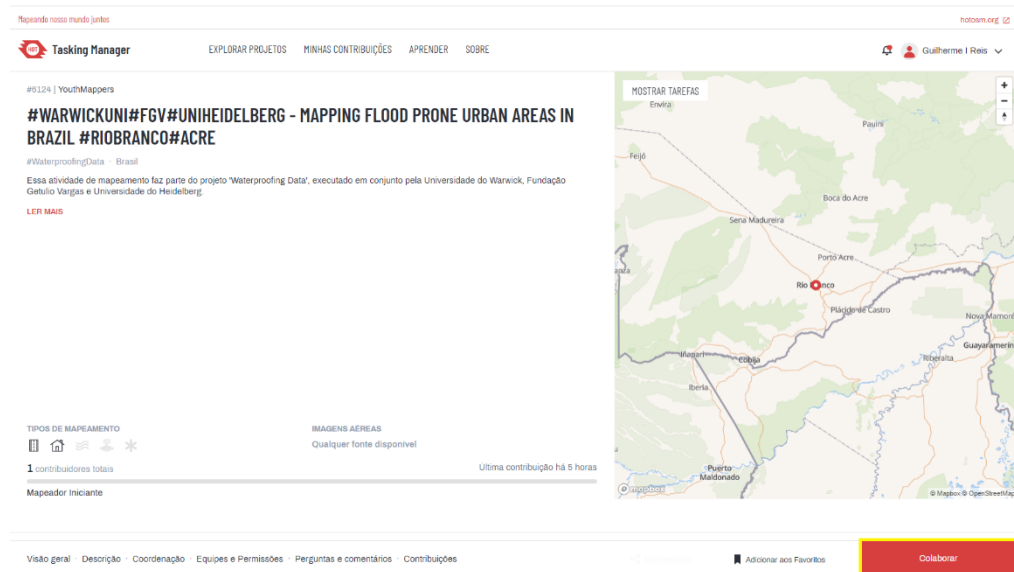 Mapeando nosso mundo juntos
hotosm.org
HOT Tasking Manager
EXPLORAR PROJETOS MINHAS CONTRIBUIÇÕES APRENDER SOBRE
Guilherme I Reis
#6124 | YouthMappers
#WARWICKUNI#FGV#UNIHEIDELBERG - MAPPING FLOOD PRONE URBAN AREAS IN
BRAZIL #RIOBRANCO#ACRE
#WaterproofingData · Brasil
Essa atividade de mapeamento faz parte do projeto 'Waterproofing Data', executado em conjunto pela Universidade do Warwick, Fundação
Getulio Vargas e Universidade do Heidelberg.
LER MAIS
TIPOS DE MAPEAMENTO
IMAGENS AÉREAS
Qualquer fonte disponível
1 contribuidores totais
Última contribuição há 5 horas
Mapeador Iniciante
MOSTRAR TAREFAS
Envira
Pauini
Feijó
Boca do Acre
Sena Madureira
Porto Acre
Rio Branco
Plácido de Castro
Nova Mamoré
Guayaramerín
Iñapari
Cobija
Riberalta
Iberia
Puerto
Maldonado
mapbox
© Mapbox © OpenStreetMap
Visão geral · Descrição · Coordenação · Equipes e Permissões · Perguntas e comentários · Contribuições
Adicionar aos Favoritos
Colaborar